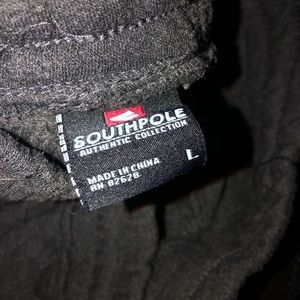 SOUTHPOLE
AUTHENTIC COLLECTION
MADE IN CHINA
RN 82628
L